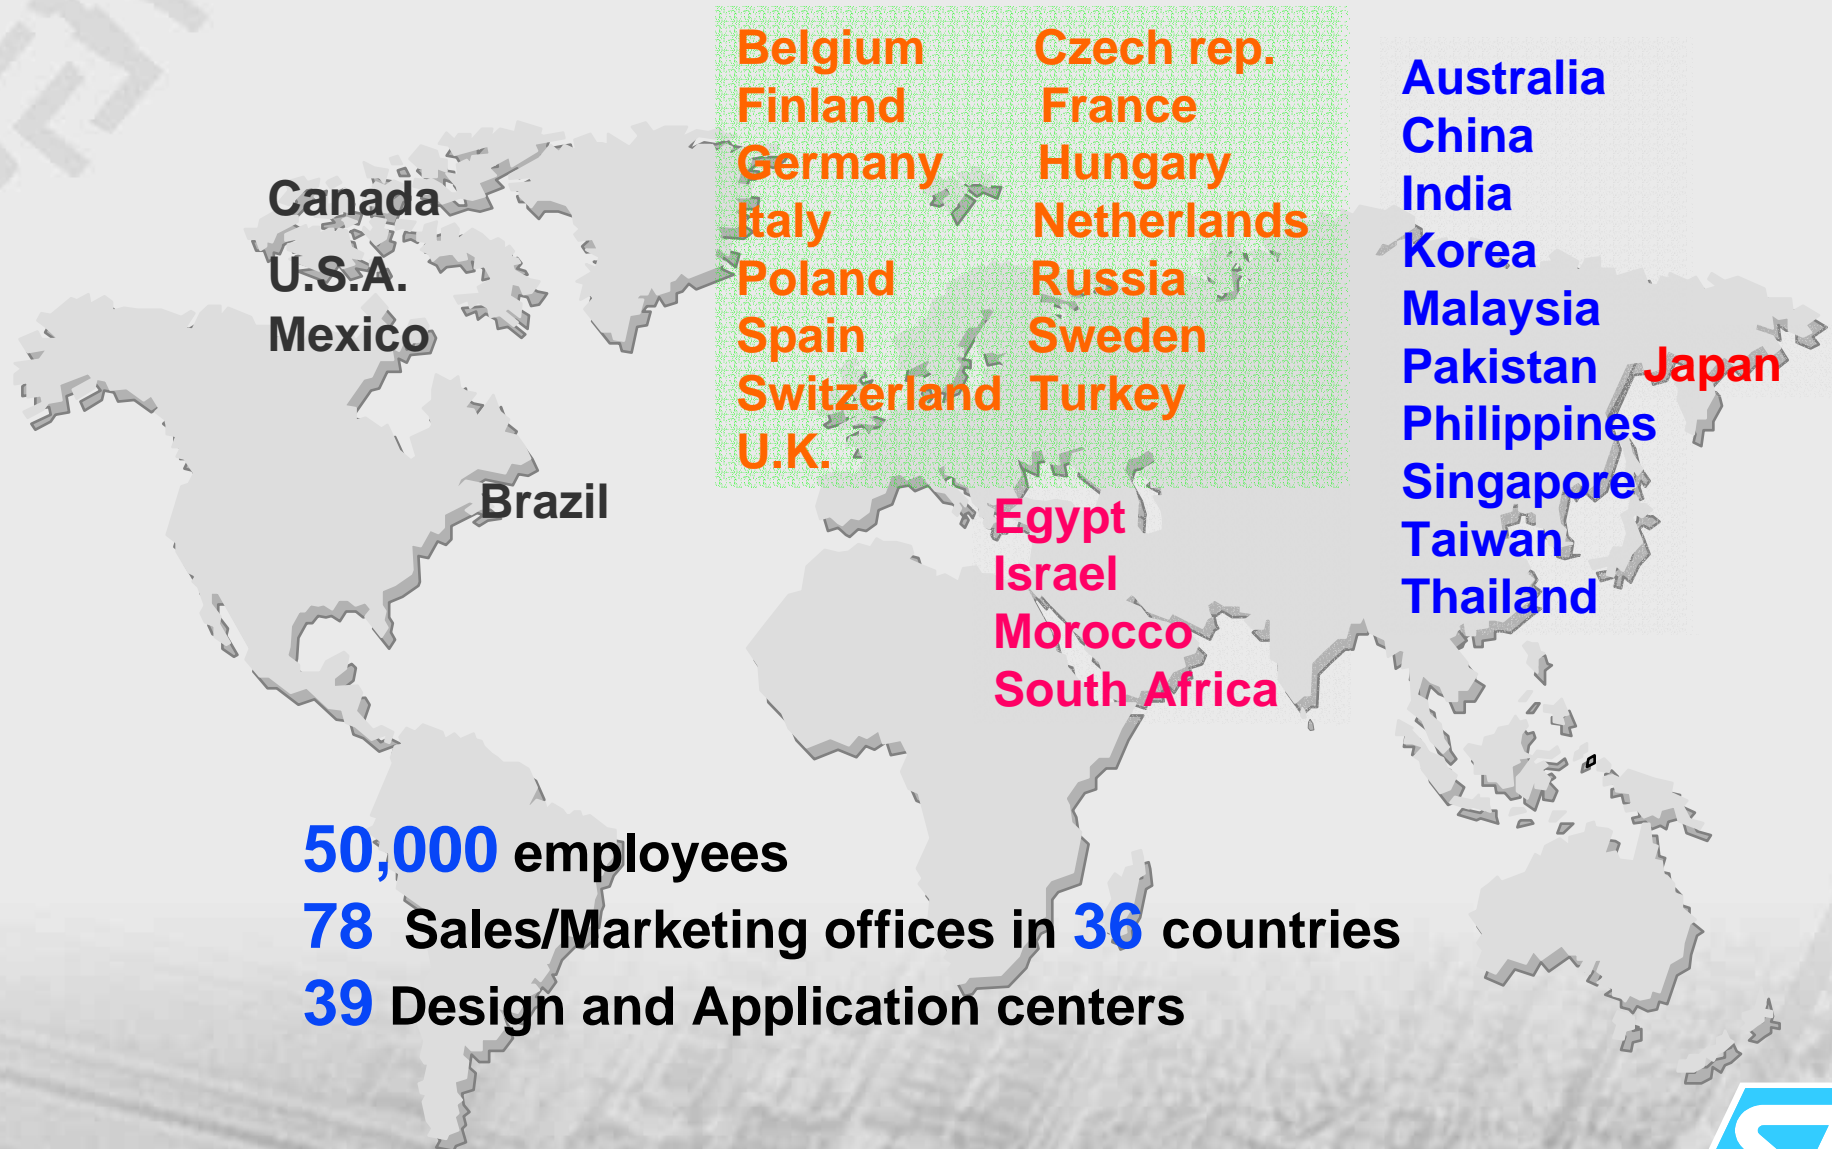 Canada
U.S.A.
Mexico
Brazil
Belgium Czech rep.
Finland France
Germany Hungary
Italy Netherlands
Poland Russia
Spain Sweden
Switzerland Turkey
U.K.
Egypt
Israel
Morocco
South Africa
Australia
China
India
Korea
Malaysia
Pakistan
Philippines
Singapore
Taiwan
Thailand
Japan
50,000 employees
78 Sales/Marketing offices in 36 countries
39 Design and Application centers